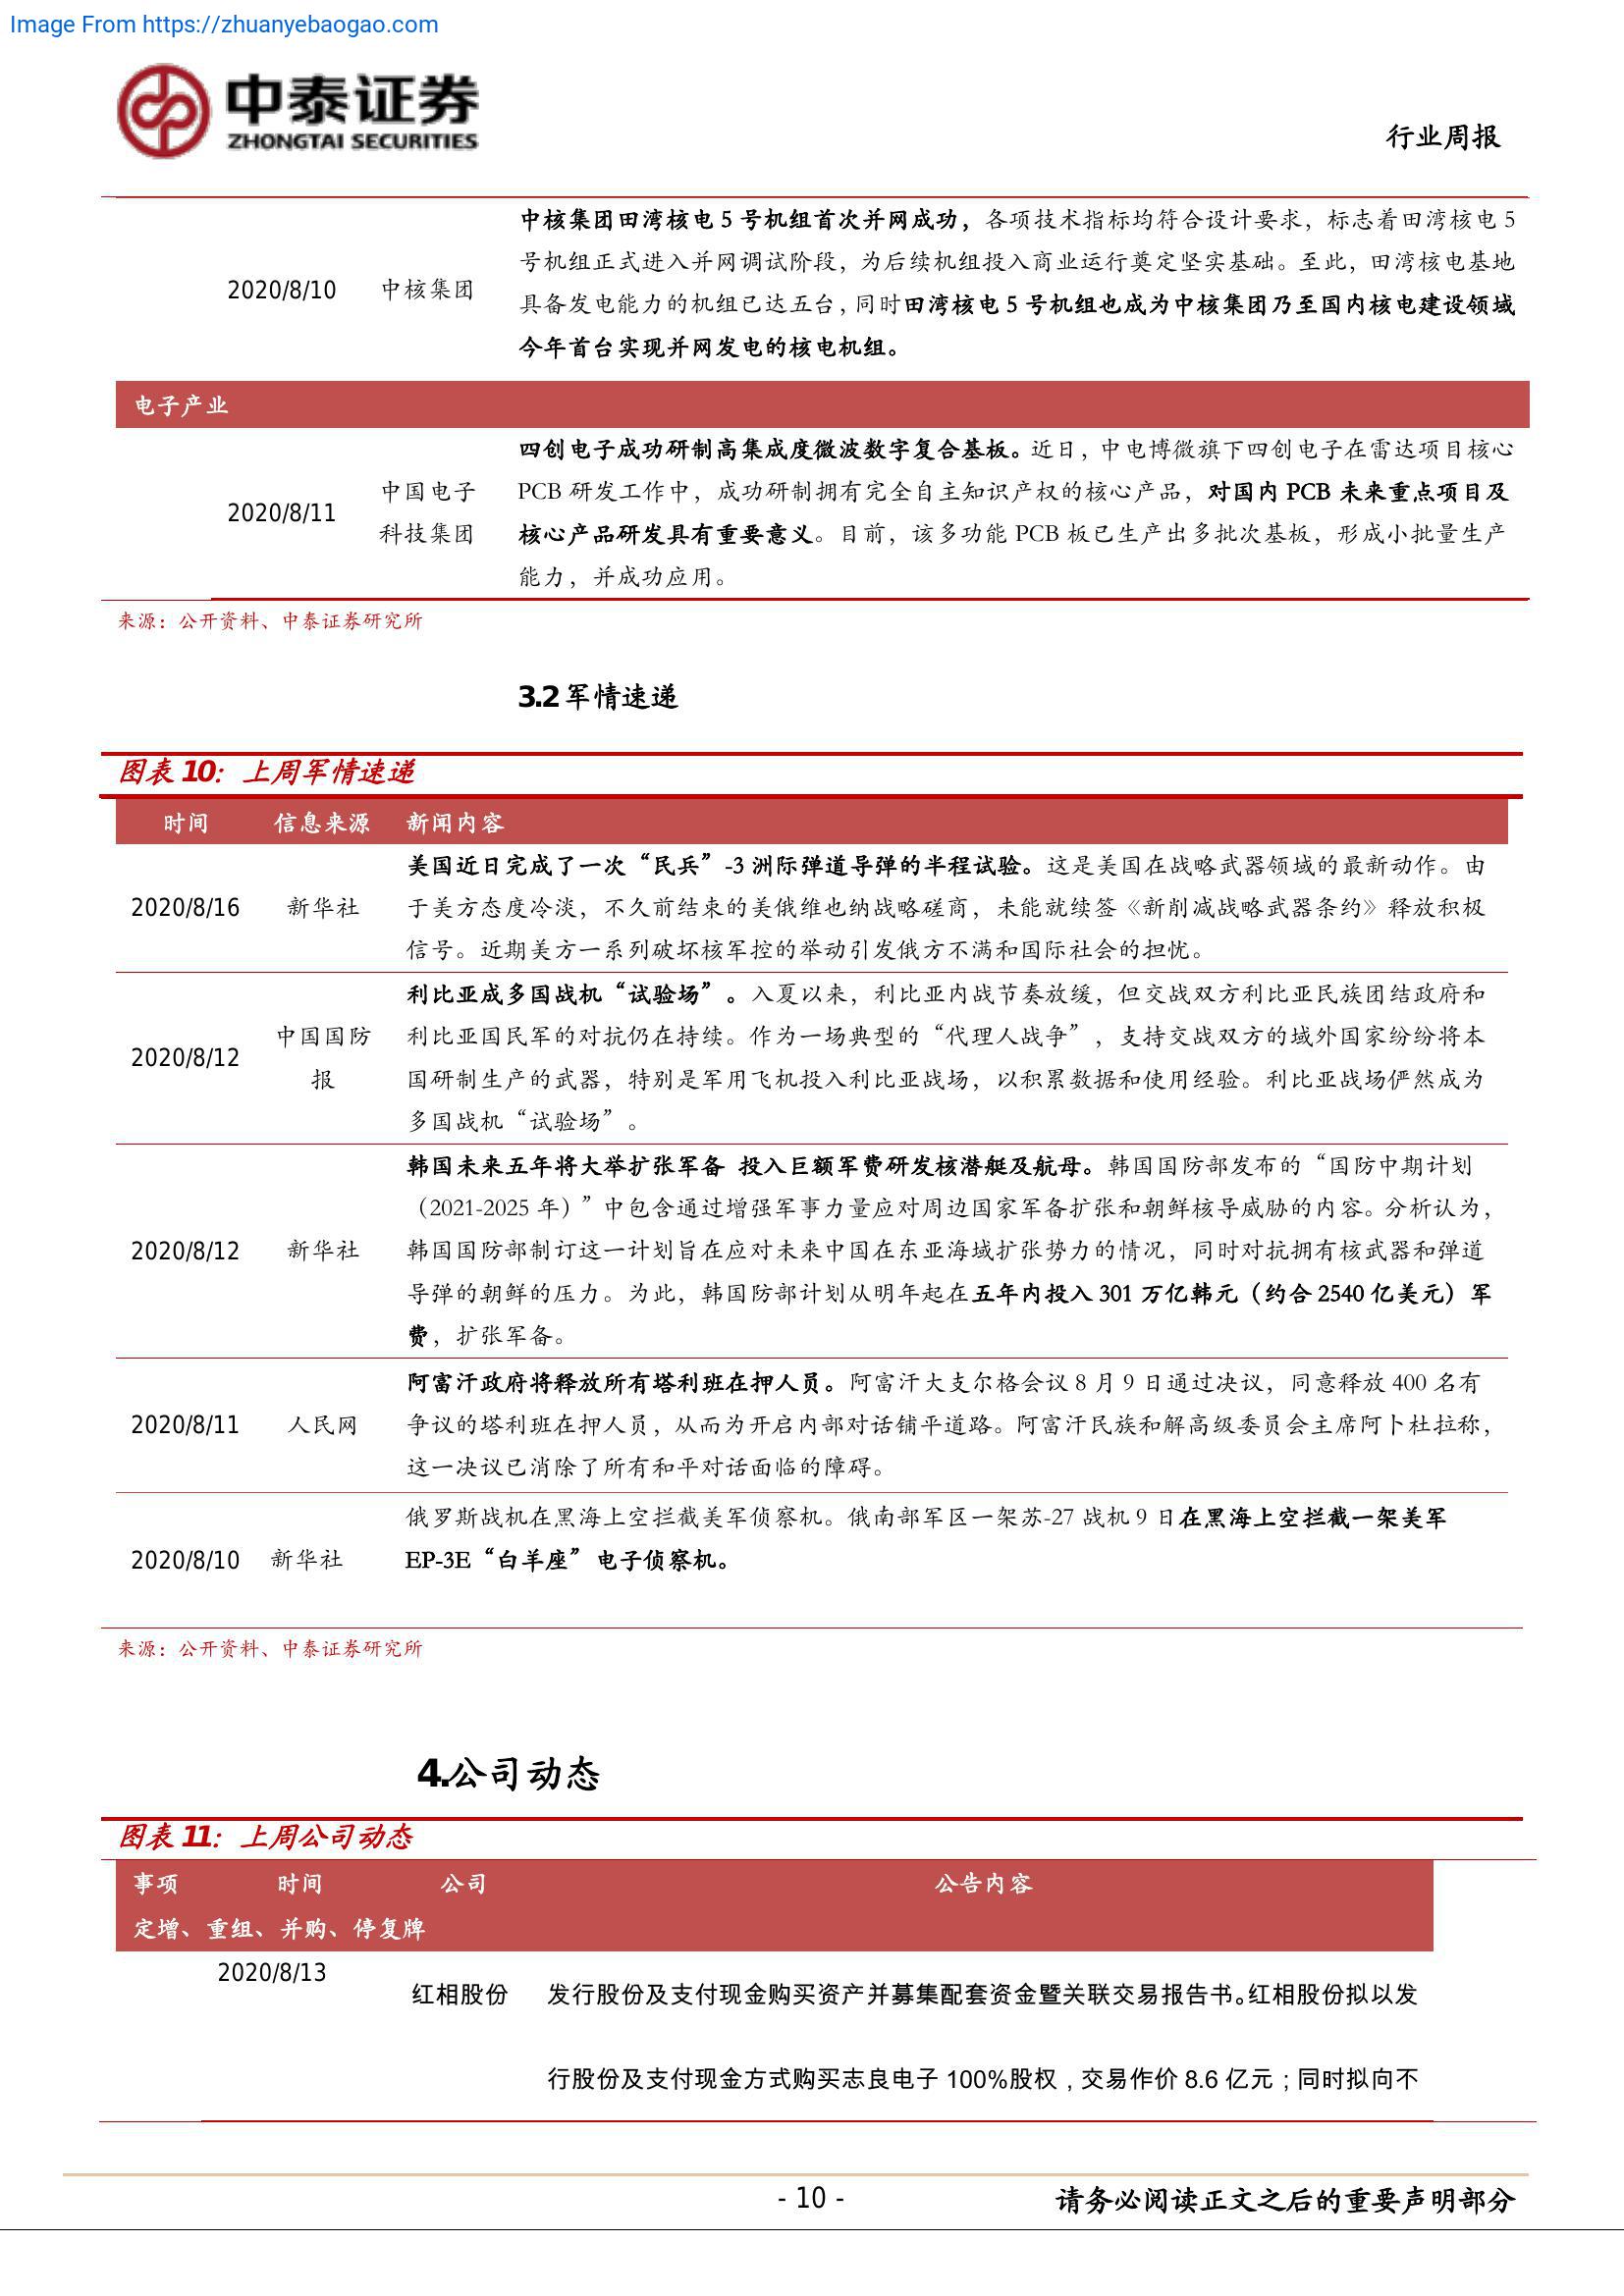 Image From https://zhuanyebaogao.com
中泰证券
ZHONGTAI SECURITIES
行业周报
中核集团田湾核电 5 号机组首次并网成功，各项技术指标均符合设计要求，标志着田湾核电 5
号机组正式进入并网调试阶段，为后续机组投入商业运行奠定坚实基础。至此，田湾核电基地
2020/8/10 中核集团
具备发电能力的机组已达五台，同时田湾核电 5 号机组也成为中核集团乃至国内核电建设领域
今年首台实现并网发电的核电机组。
电子产业
四创电子成功研制高集成度微波数字复合基板。近日，中电博微旗下四创电子在雷达项目核心
中国电子
PCB 研发工作中，成功研制拥有完全自主知识产权的核心产品，对国内 PCB 未来重点项目及
2020/8/11
科技集团
核心产品研发具有重要意义。目前，该多功能 PCB 板已生产出多批次基板，形成小批量生产
能力，并成功应用。
来源：公开资料、中泰证券研究所
3.2 军情速递
图表 10：上周军情速递
时间 信息来源 新闻内容
美国近日完成了一次“民兵”-3 洲际弹道导弹的半程试验。这是美国在战略武器领域的最新动作。由
2020/8/16 新华社 于美方态度冷淡，不久前结束的美俄维也纳战略磋商，未能就续签《新削减战略武器条约》释放积极
信号。近期美方一系列破坏核军控的举动引发俄方不满和国际社会的担忧。
利比亚成多国战机“试验场”。入夏以来，利比亚内战节奏放缓，但交战双方利比亚民族团结政府和
中国国防 利比亚国民军的对抗仍在持续。作为一场典型的“代理人战争”，支持交战双方的域外国家纷纷将本
2020/8/12
报 国研制生产的武器，特别是军用飞机投入利比亚战场，以积累数据和使用经验。利比亚战场俨然成为
多国战机“试验场”。
韩国未来五年将大举扩张军备 投入巨额军费研发核潜艇及航母。韩国国防部发布的“国防中期计划
（2021-2025 年）”中包含通过增强军事力量应对周边国家军备扩张和朝鲜核导威胁的内容。分析认为，
2020/8/12 新华社 韩国国防部制订这一计划旨在应对未来中国在东亚海域扩张势力的情况，同时对抗拥有核武器和弹道
导弹的朝鲜的压力。为此，韩国防部计划从明年起在五年内投入 301 万亿韩元（约合 2540 亿美元）军
费，扩张军备。
阿富汗政府将释放所有塔利班在押人员。阿富汗大支尔格会议 8 月 9 日通过决议，同意释放 400 名有
2020/8/11 人民网 争议的塔利班在押人员，从而为开启内部对话铺平道路。阿富汗民族和解高级委员会主席阿卜杜拉称，
这一决议已消除了所有和平对话面临的障碍。
俄罗斯战机在黑海上空拦截美军侦察机。俄南部军区一架苏-27 战机 9 日在黑海上空拦截一架美军
2020/8/10 新华社 EP-3E“白羊座”电子侦察机。
来源：公开资料、中泰证券研究所
4.公司动态
图表 11：上周公司动态
事项 时间 公司 公告内容
定增、重组、并购、停复牌
2020/8/13
红相股份 发行股份及支付现金购买资产并募集配套资金暨关联交易报告书。红相股份拟以发
行股份及支付现金方式购买志良电子 100%股权，交易作价 8.6 亿元；同时拟向不
- 10 - 请务必阅读正文之后的重要声明部分